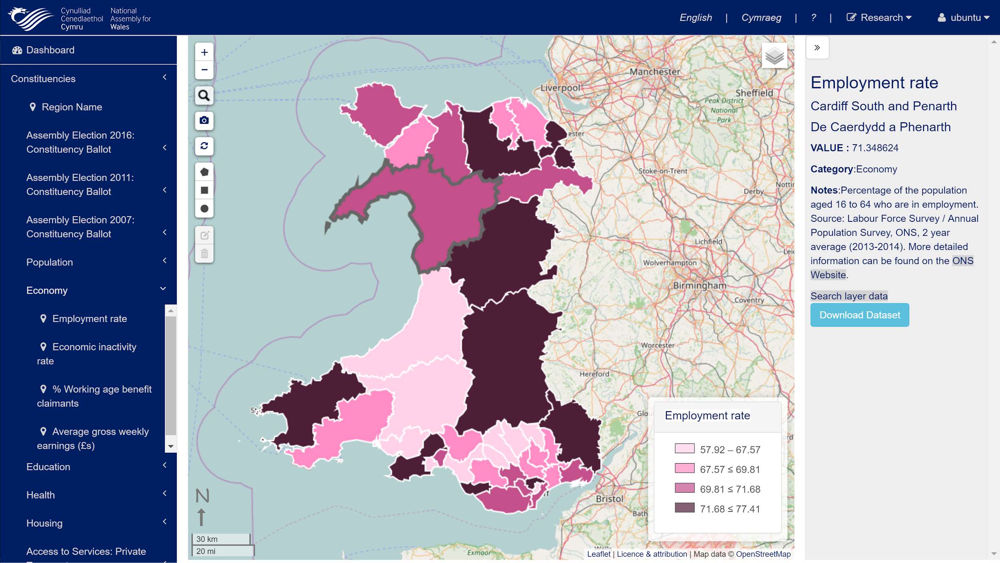 Cynulliad
Cenedlaethol
Cymru
National
Assembly for
Wales
English | Cymraeg | ? | Research
ubuntu
Dashboard
Constituencies
Region Name
Assembly Election 2016:
Constituency Ballot
Assembly Election 2011:
Constituency Ballot
Assembly Election 2007:
Constituency Ballot
Population
Economy
Employment rate
Economic inactivity
rate
% Working age benefit
claimants
Average gross weekly
earnings (£s)
Education
Health
Housing
Access to Services: Private
+
−
Manchester
Liverpool
Sheffield
Peak District
National
Park
ester
Stoke-on-Trent
Nottin
Derby
Lichfield
Leic
Wolverhampton
Birmingham
Coventry
Worcester
Hereford
St
Glou
ord
ff
Bristol
Bath
Wells
Exmoor
N
30 km
20 mi
Employment rate
57.92 – 67.57
67.57 ≤ 69.81
69.81 ≤ 71.68
71.68 ≤ 77.41
Leaflet | Licence & attribution | Map data © OpenStreetMap
»
Employment rate
Cardiff South and Penarth
De Caerdydd a Phenarth
VALUE : 71.348624
Category:Economy
Notes:Percentage of the population
aged 16 to 64 who are in employment.
Source: Labour Force Survey / Annual
Population Survey, ONS, 2 year
average (2013-2014). More detailed
information can be found on the ONS
Website.
Search layer data
Download Dataset